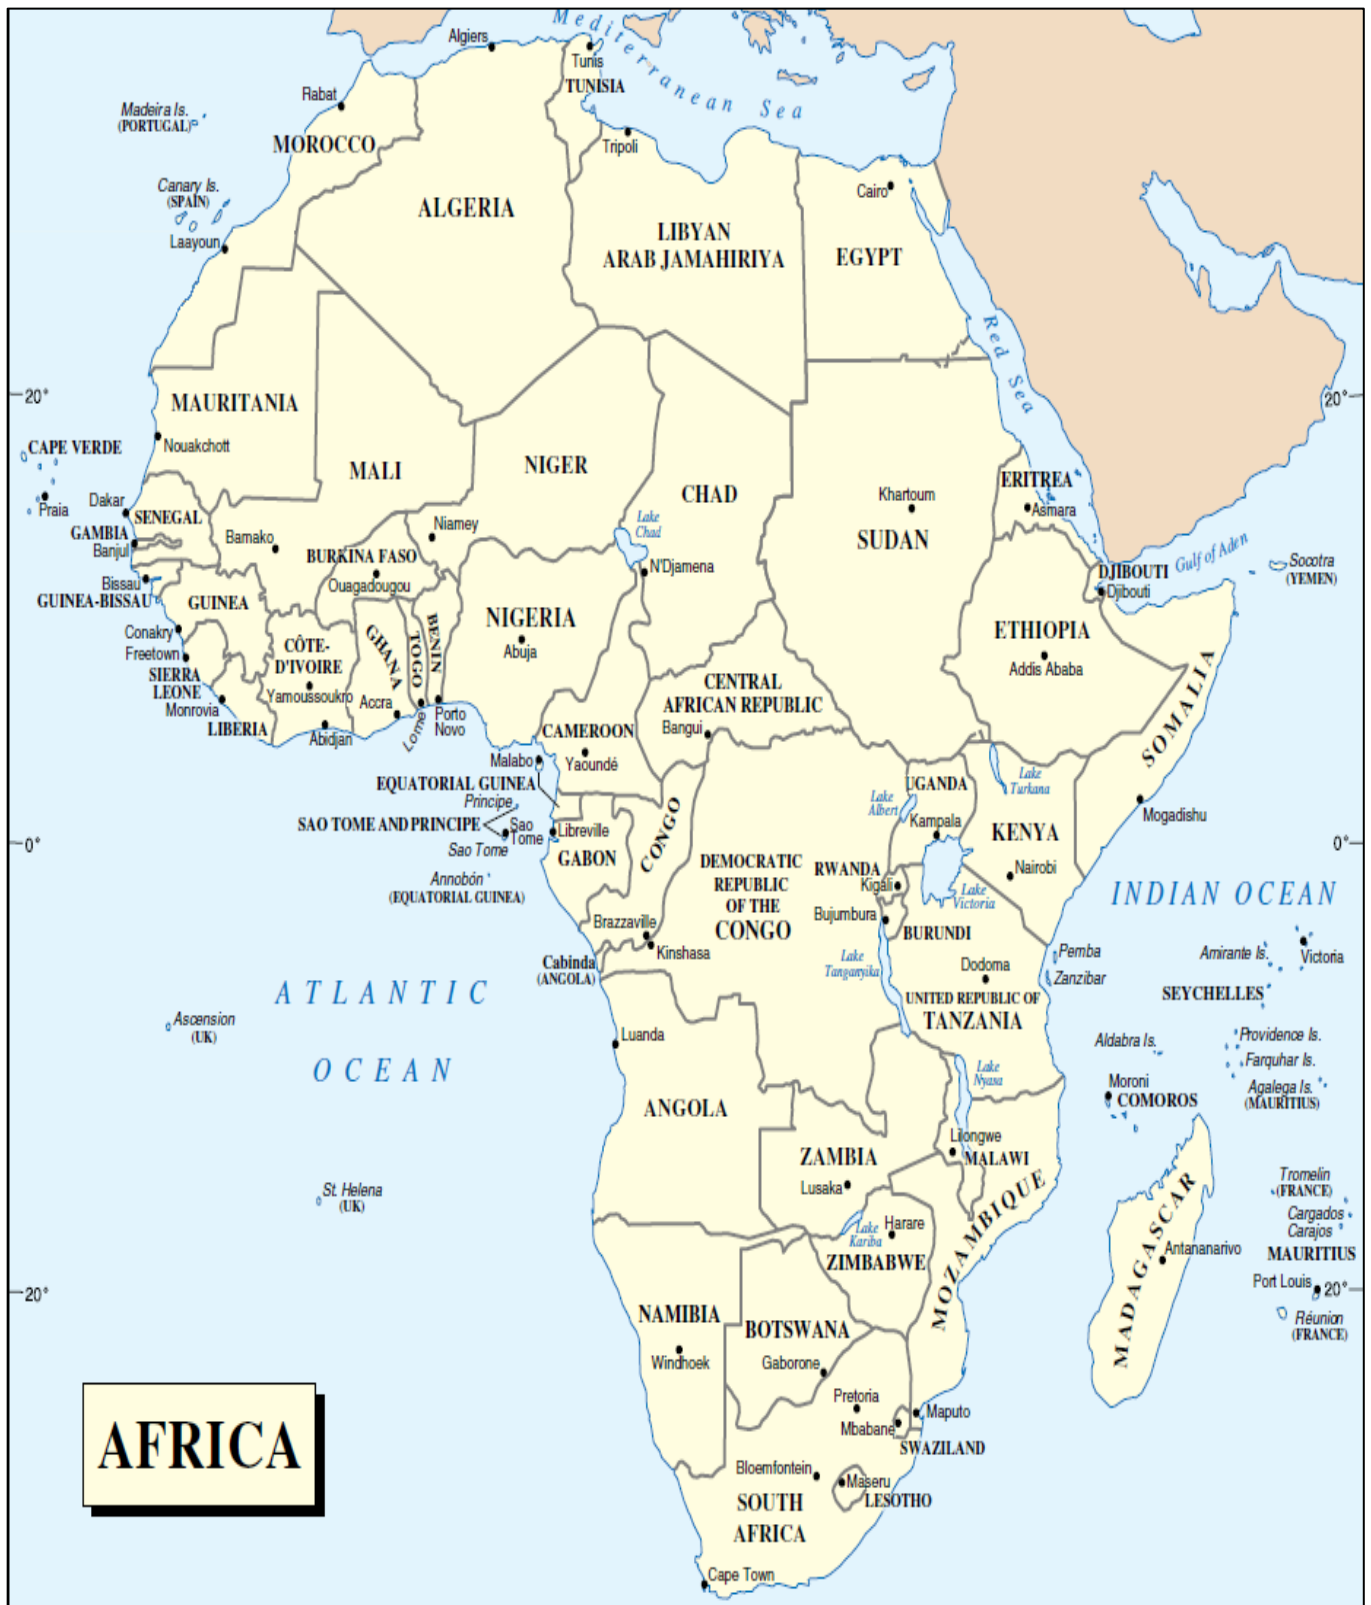 Mediterranean Sea
Algiers
Tunis
TUNISIA
Rabat
Madeira Is.
(PORTUGAL)
MOROCCO
Tripoli
Canary Is.
(SPAIN)
Cairo
ALGERIA
Laayoun
LIBYAN
ARAB JAMAHIRIYA
EGYPT
Red Sea
20°
20°
MAURITANIA
Nouakchott
CAPE VERDE
Praia
MALI
NIGER
CHAD
Khartoum
SUDAN
ERITREA
Asmara
Dakar
SENEGAL
GAMBIA
Banjul
Bamako
Niamey
Lake
Chad
BURKINA FASO
Ouagadougou
N'Djamena
Gulf of Aden
Socotra
(YEMEN)
DJIBOUTI
Djibouti
Bissau
GUINEA-BISSAU
GUINEA
NIGERIA
Abuja
BENIN
TOGO
GHANA
CÔTE-
D'IVOIRE
Yamoussoukro
ETHIOPIA
Addis Ababa
Conakry
Freetown
SIERRA
LEONE
Monrovia
LIBERIA
Abidjan
Accra
Lome
Porto
Novo
CENTRAL
AFRICAN REPUBLIC
Bangui
SOMALIA
CAMEROON
Yaoundé
Malabo
EQUATORIAL GUINEA
Principe
SAO TOME AND PRINCIPE
Sao
Tome
Sao Tome
Libreville
GABON
CONGO
UGANDA
Lake
Albert
Kampala
Lake
Turkana
KENYA
Nairobi
Mogadishu
0°
0°
Annobón
(EQUATORIAL GUINEA)
DEMOCRATIC
REPUBLIC
OF THE
CONGO
RWANDA
Kigali
Lake
Victoria
Bujumbura
BURUNDI
INDIAN OCEAN
Brazzaville
Kinshasa
Cabinda
(ANGOLA)
Lake
Tanganyika
Dodoma
UNITED REPUBLIC OF
TANZANIA
Pemba
Zanzibar
Amirante Is.
Victoria
SEYCHELLES
ATLANTIC
OCEAN
Ascension
(UK)
Luanda
Providence Is.
Aldabra Is.
Farquhar Is.
Lake
Nyasa
Moroni
COMOROS
Agalega Is.
(MAURITIUS)
ANGOLA
ZAMBIA
Lusaka
Lilongwe
MALAWI
St. Helena
(UK)
Tromelin
(FRANCE)
Cargados
Carajos
MAURITIUS
Port Louis
Réunion
(FRANCE)
Lake
Kariba
Harare
ZIMBABWE
MOZAMBIQUE
MADAGASCAR
Antananarivo
20°
20°
NAMIBIA
Windhoek
BOTSWANA
Gaborone
Pretoria
Mbabane
Maputo
SWAZILAND
Bloemfontein
Maseru
LESOTHO
SOUTH
AFRICA
Cape Town
AFRICA